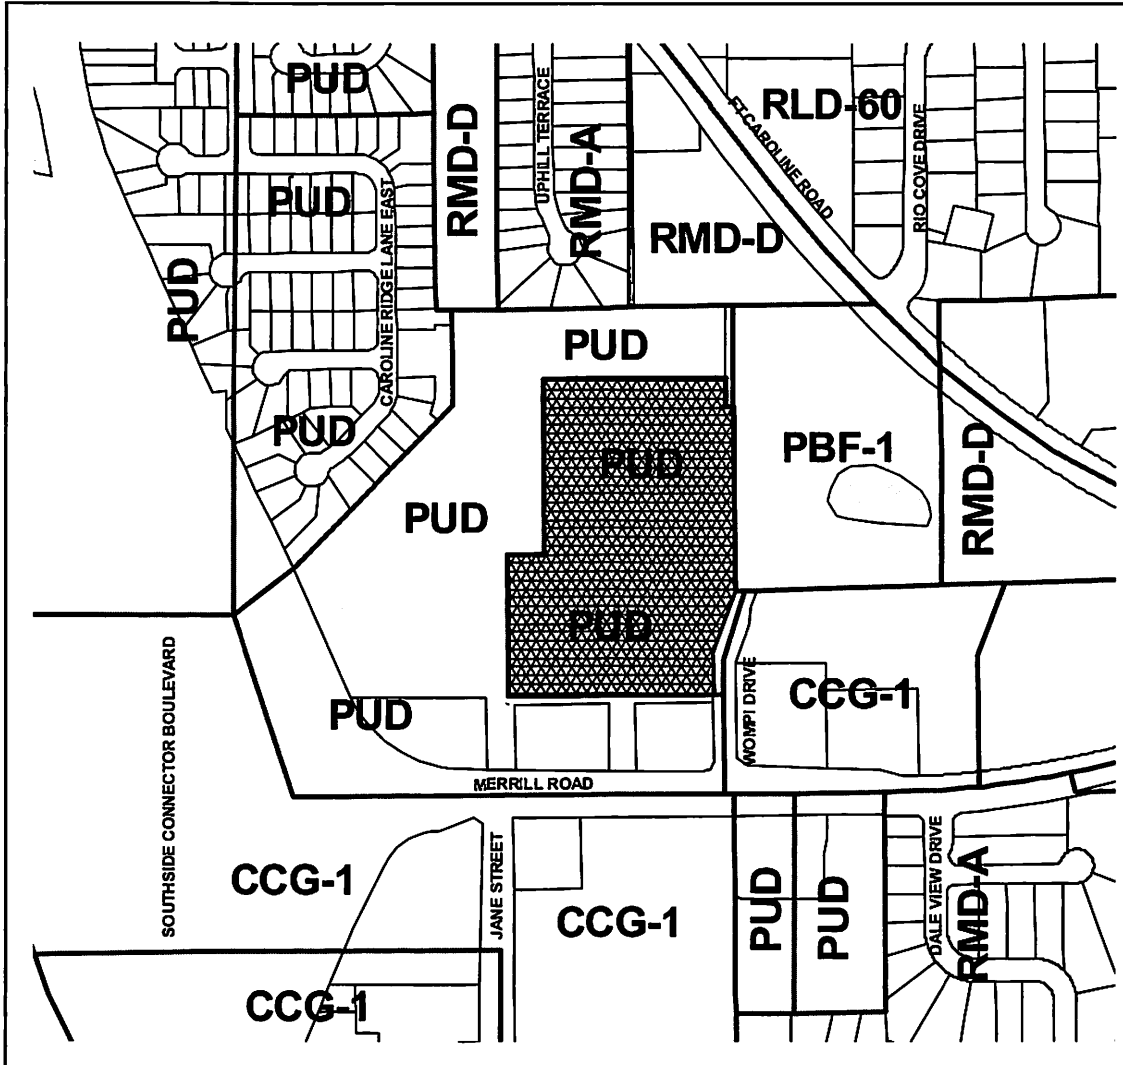 PUD
RLD-60
FT.CAROLINE ROAD
RMD-D
UPHILL TERRACE
RMD-A
RIO COVE DRIVE
PUD
CAROLINE RIDGE LANE EAST
RMD-D
PUD
PUD
PUD
PUD
PBF-1
RMD-D
PUD
PUD
PUD
SOUTHSIDE CONNECTOR BOULEVARD
WOMPI DRIVE
CCG-1
PUD
MERRILL ROAD
JANE STREET
CCG-1
CCG-1
PUD
PUD
DALE VIEW DRIVE
RMD-A
CCG-1